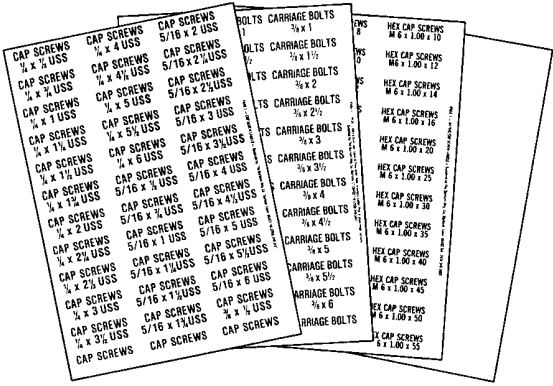 CAP SCREWS
¼ x ½ USS
CAP SCREWS
¼ x ¾ USS
CAP SCREWS
¼ x 1 USS
CAP SCREWS
¼ x 1¼ USS
CAP SCREWS
¼ x 1½ USS
CAP SCREWS
¼ x 1¾ USS
CAP SCREWS
¼ x 2 USS
CAP SCREWS
¼ x 2¼ USS
CAP SCREWS
¼ x 2½ USS
CAP SCREWS
¼ x 3 USS
CAP SCREWS
¼ x 3½ USS
CAP SCREWS
CAP SCREWS
¼ x 4 USS
CAP SCREWS
¼ x 4½ USS
CAP SCREWS
¼ x 5 USS
CAP SCREWS
¼ x 5½ USS
CAP SCREWS
¼ x 6 USS
CAP SCREWS
5/16 x ½ USS
CAP SCREWS
5/16 x ¾ USS
CAP SCREWS
5/16 x 1 USS
CAP SCREWS
5/16 x 1¼ USS
CAP SCREWS
5/16 x 1½ USS
CAP SCREWS
5/16 x 1¾ USS
CAP SCREWS
CAP SCREWS
5/16 x 2 USS
CAP SCREWS
5/16 x 2¼ USS
CAP SCREWS
5/16 x 2½ USS
CAP SCREWS
5/16 x 3 USS
CAP SCREWS
5/16 x 3½ USS
CAP SCREWS
5/16 x 4 USS
CAP SCREWS
5/16 x 4½ USS
CAP SCREWS
5/16 x 5 USS
CAP SCREWS
5/16 x 5½ USS
CAP SCREWS
5/16 x 6 USS
CAP SCREWS
⅜ x ½ USS
CAP SCREWS
BOLTS CARRIAGE BOLTS
1 ⅜ x 1
BOLTS CARRIAGE BOLTS
½ ⅜ x 1½
BOLTS CARRIAGE BOLTS
⅜ x 2
CARRIAGE BOLTS
⅜ x 2½
CARRIAGE BOLTS
⅜ x 3
CARRIAGE BOLTS
⅜ x 3½
CARRIAGE BOLTS
⅜ x 4
CARRIAGE BOLTS
⅜ x 4½
CARRIAGE BOLTS
⅜ x 5
CARRIAGE BOLTS
⅜ x 5½
CARRIAGE BOLTS
⅜ x 6
CARRIAGE BOLTS
HEX CAP SCREWS
8 M 6 x 1.00 x 10
HEX CAP SCREWS
0 M6 x 1.00 x 12
HEX CAP SCREWS
M 6 x 1.00 x 14
HEX CAP SCREWS
M 6 x 1.00 x 16
HEX CAP SCREWS
M 6 x 1.00 x 20
HEX CAP SCREWS
M 6 x 1.00 x 25
HEX CAP SCREWS
M 6 x 1.00 x 30
HEX CAP SCREWS
M 6 x 1.00 x 35
HEX CAP SCREWS
M 6 x 1.00 x 40
HEX CAP SCREWS
M 6 x 1.00 x 45
HEX CAP SCREWS
M 6 x 1.00 x 50
HEX CAP SCREWS
M 6 x 1.00 x 55